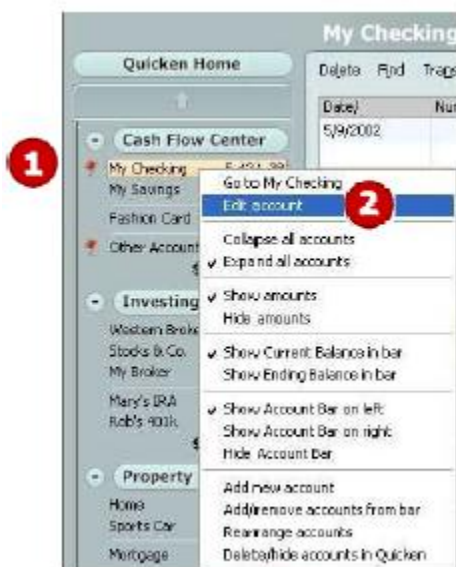 My Checking
Quicken Home
Delete Find
Date/
5/9/2002
1
Cash Flow Center
My Checking
My Savings
Fashion Card
Other Account
$
Investing
Western Broke
Stocks & Co.
My Broker
Mary's IRA
Rob's 401k
$
Property
Home
Sports Car
Mortgage
Go to My Checking
Edit account
2
Collapse all accounts
Expand all accounts
Show amounts
Hide amounts
Show Current Balance in bar
Show Ending Balance in bar
Show Account Bar on left
Show Account Bar on right
Hide Account Bar
Add new account
Add/remove accounts from bar
Rearrange accounts
Delete/hide accounts in Quicken